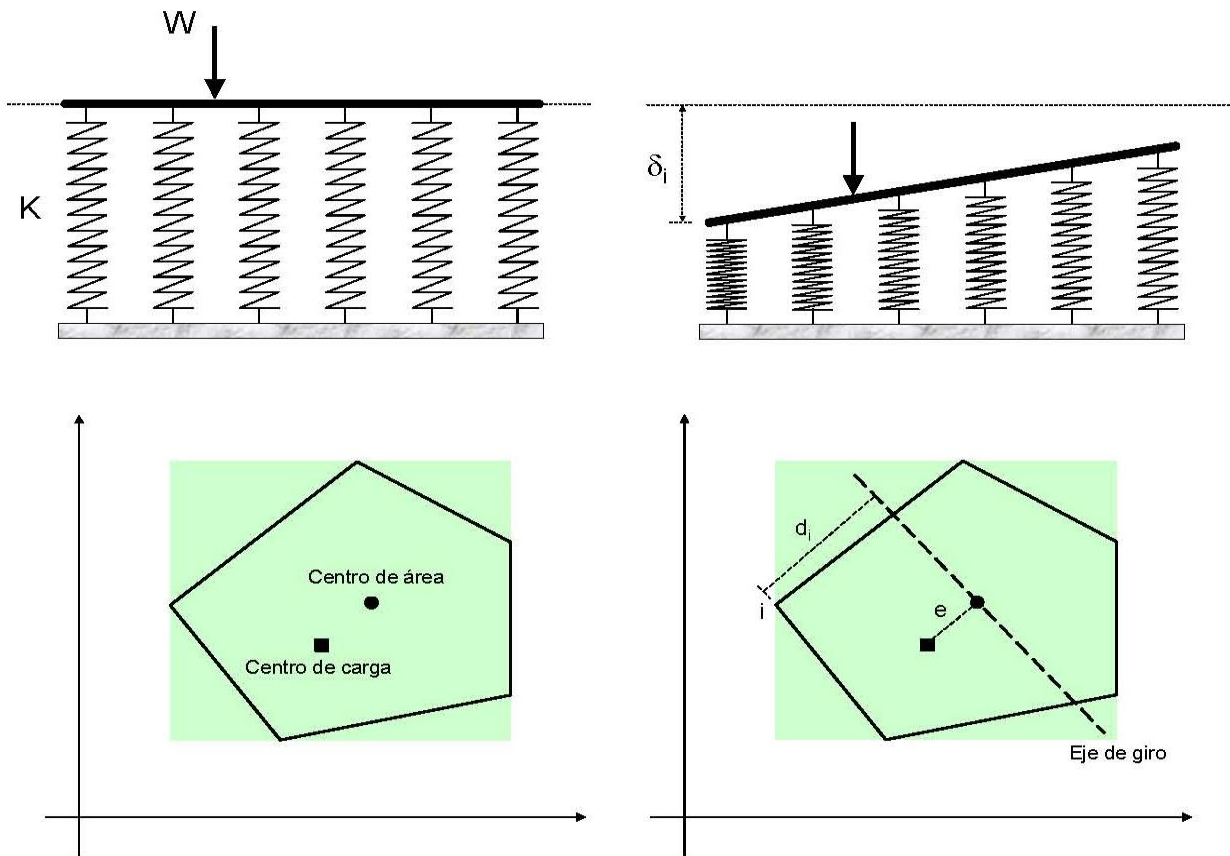 W
K
δi
Centro de área
Centro de carga
di
i
e
Eje de giro